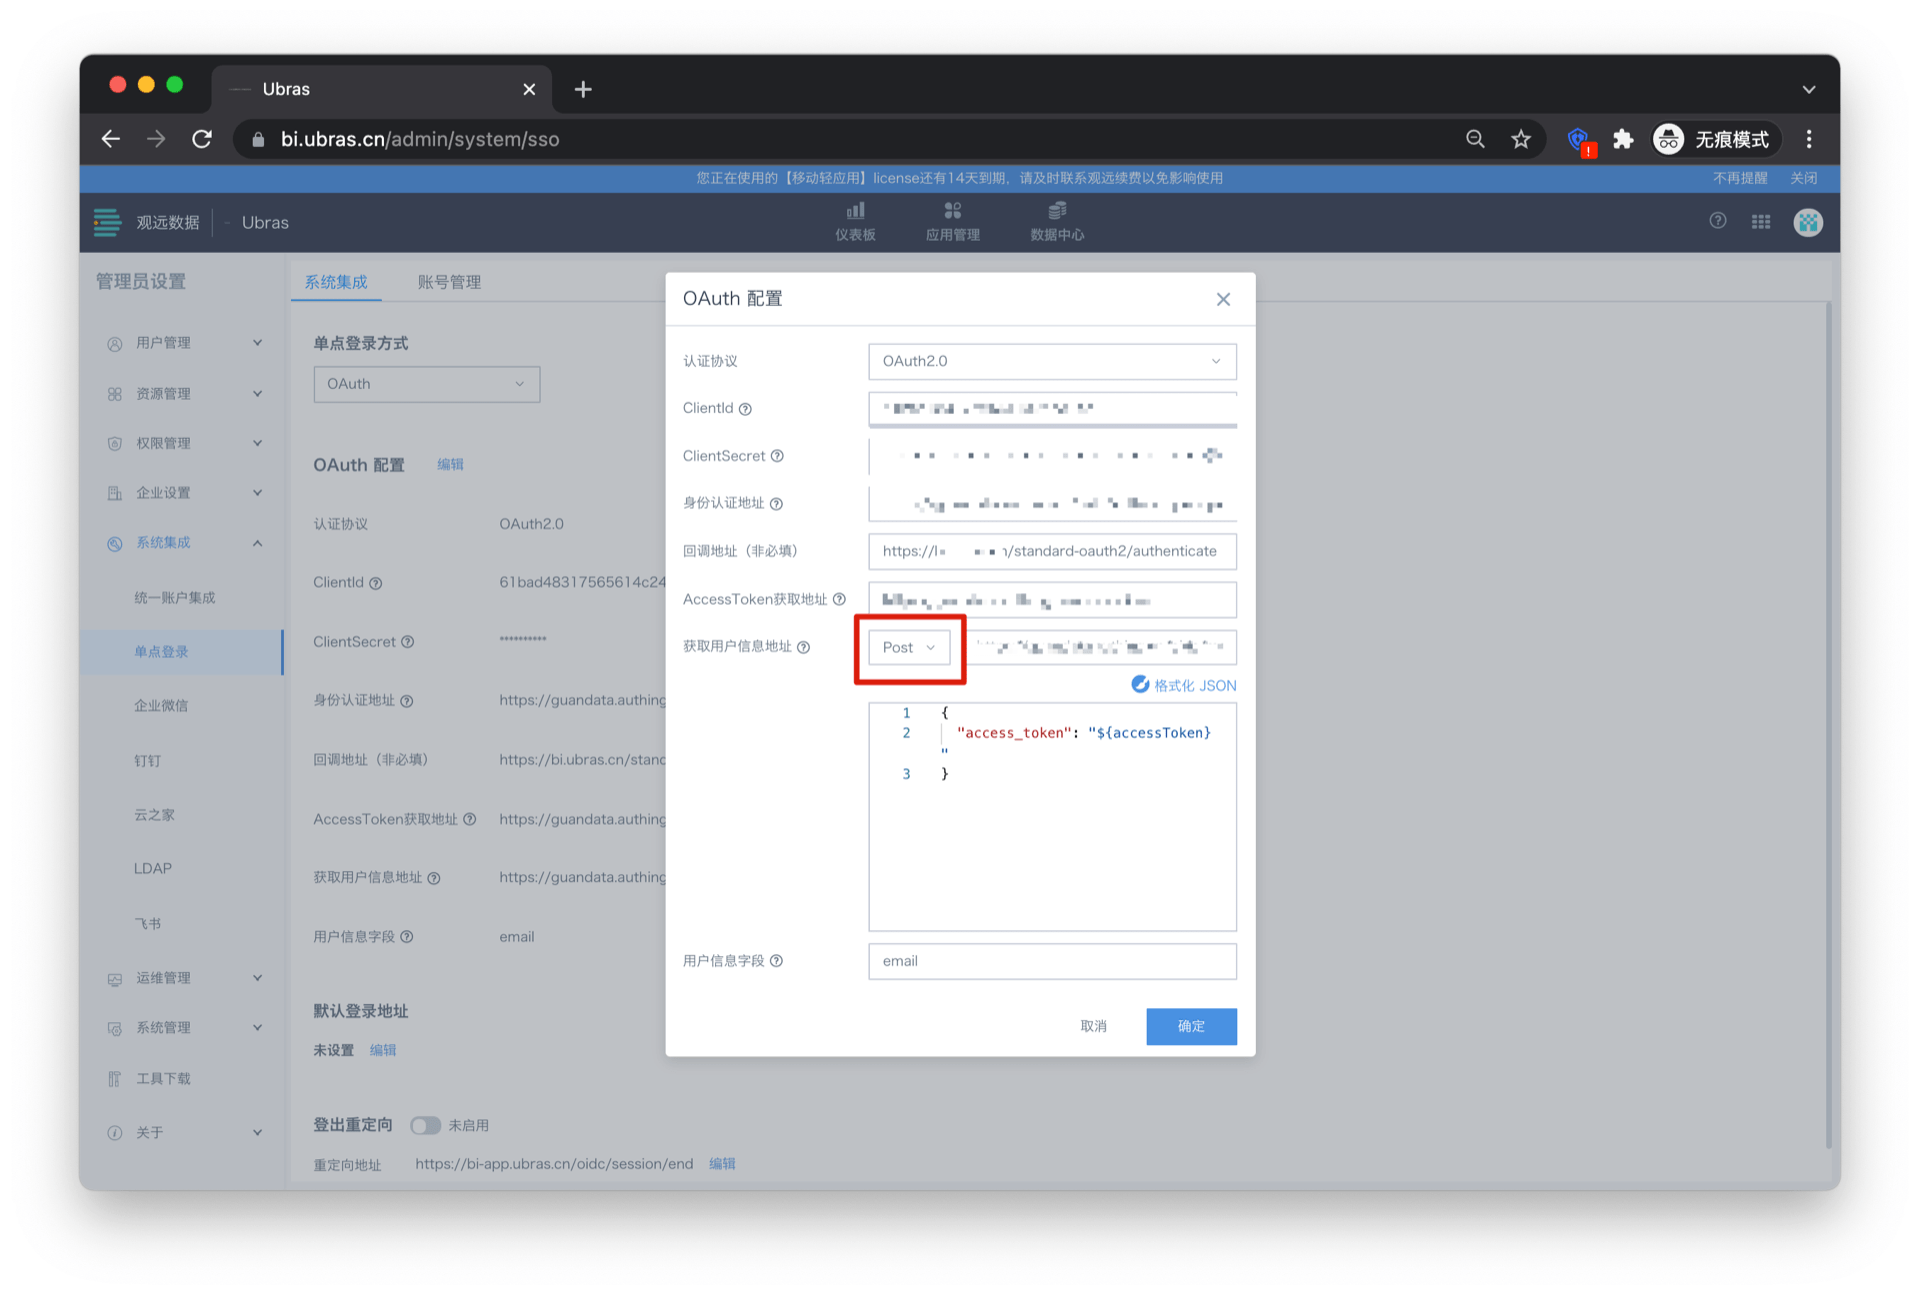 Ubras
bi.ubras.cn/admin/system/sso
无痕模式
您正在使用的【移动轻应用】license还有14天到期，请及时联系观远续费以免影响使用
不再提醒
关闭
观远数据
- Ubras
仪表板
应用管理
数据中心
管理员设置
用户管理
资源管理
权限管理
企业设置
系统集成
统一账户集成
单点登录
企业微信
钉钉
云之家
LDAP
飞书
运维管理
系统管理
工具下载
关于
系统集成
账号管理
单点登录方式
OAuth
OAuth 配置
编辑
认证协议
OAuth2.0
ClientId
61bad48317565614c24
ClientSecret
**********
身份认证地址
https://guandata.authing
回调地址（非必填）
https://bi.ubras.cn/stand
AccessToken获取地址
https://guandata.authing
获取用户信息地址
https://guandata.authing
用户信息字段
email
默认登录地址
未设置
编辑
登出重定向
未启用
重定向地址
https://bi-app.ubras.cn/oidc/session/end
编辑
OAuth 配置
认证协议
OAuth2.0
ClientId
ClientSecret
身份认证地址
回调地址（非必填）
https://
/standard-oauth2/authenticate
AccessToken获取地址
获取用户信息地址
Post
格式化 JSON
1 {
2 "access_token": "${accessToken}
"
3 }
用户信息字段
email
取消
确定